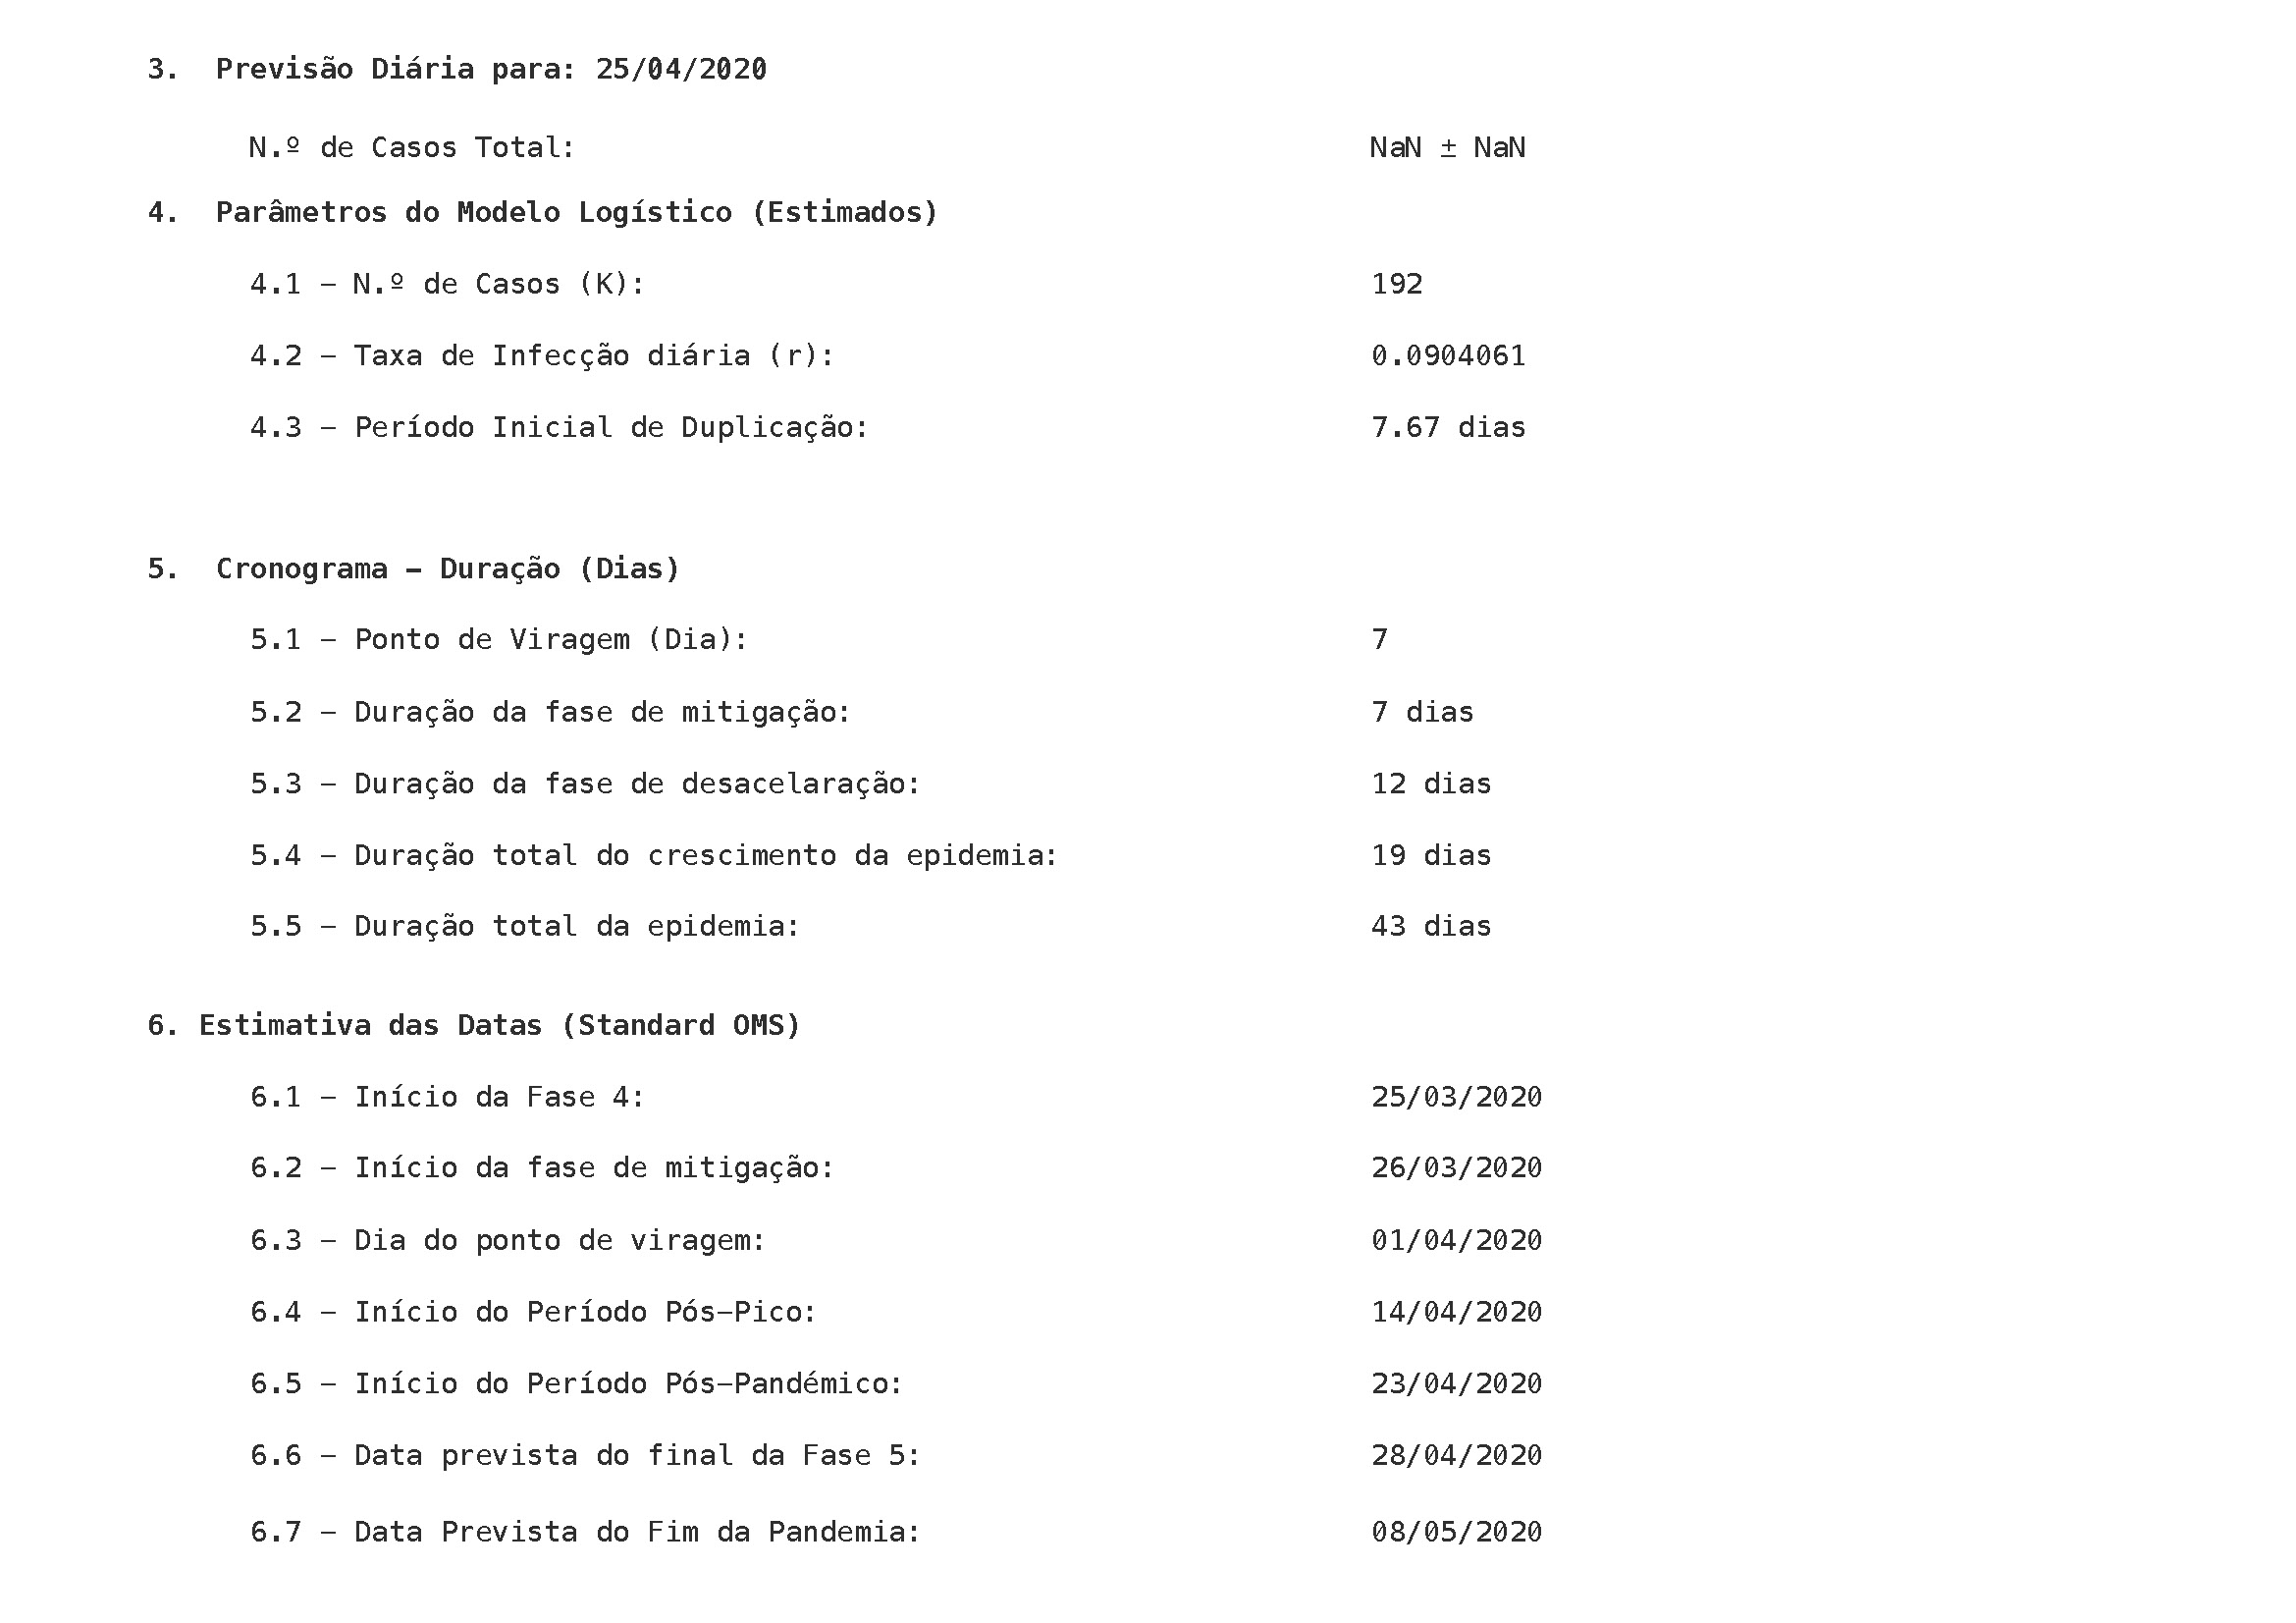 3. Previsão Diária para: 25/04/2020
N.º de Casos Total: NaN ± NaN
4. Parâmetros do Modelo Logístico (Estimados)
4.1 – N.º de Casos (K): 192
4.2 – Taxa de Infecção diária (r): 0.0904061
4.3 – Período Inicial de Duplicação: 7.67 dias
5. Cronograma – Duração (Dias)
5.1 – Ponto de Viragem (Dia): 7
5.2 – Duração da fase de mitigação: 7 dias
5.3 – Duração da fase de desacelaração: 12 dias
5.4 – Duração total do crescimento da epidemia: 19 dias
5.5 – Duração total da epidemia: 43 dias
6. Estimativa das Datas (Standard OMS)
6.1 – Início da Fase 4: 25/03/2020
6.2 – Início da fase de mitigação: 26/03/2020
6.3 – Dia do ponto de viragem: 01/04/2020
6.4 – Início do Período Pós–Pico: 14/04/2020
6.5 – Início do Período Pós–Pandémico: 23/04/2020
6.6 – Data prevista do final da Fase 5: 28/04/2020
6.7 – Data Prevista do Fim da Pandemia: 08/05/2020